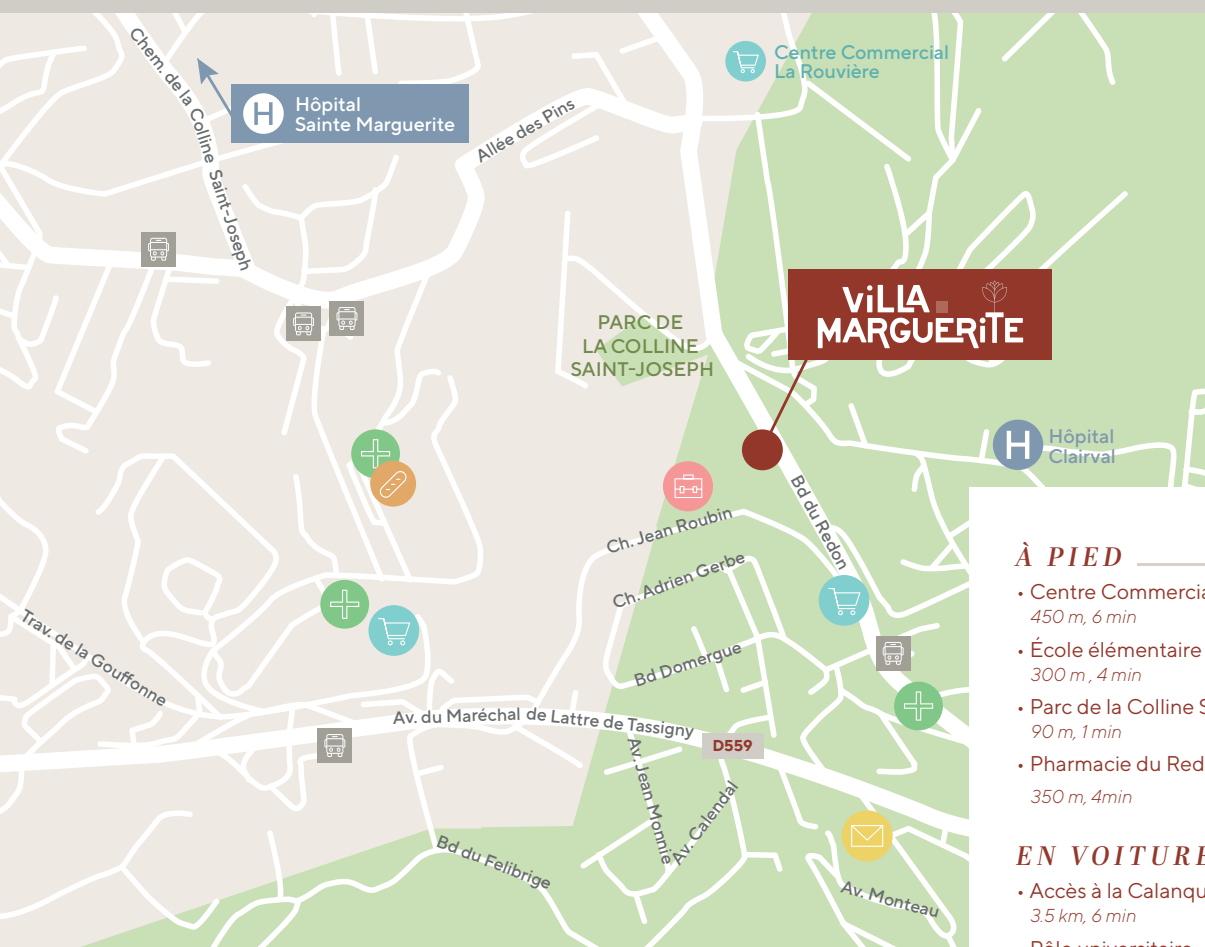 Centre Commercial
La Rouvière
Chem. de la Colline Saint-Joseph
H
Hôpital
Sainte Marguerite
Allée des Pins
ViLLA
MARGUERiTE
PARC DE
LA COLLINE
SAINT-JOSEPH
H
Hôpital
Clairval
Bd du Redon
Ch. Jean Roubin
Ch. Adrien Gerbe
Trav. de la Gouffonne
Bd Domergue
Av. du Maréchal de Lattre de Tassigny
D559
Av. Jean Monnie
Av. Calendal
Bd du Felibrige
Av. Monteau
À PIED
• Centre Commercia
450 m, 6 min
• École élémentaire
300 m , 4 min
• Parc de la Colline S
90 m, 1 min
• Pharmacie du Red
350 m, 4min
EN VOITURE
• Accès à la Calanqu
3.5 km, 6 min